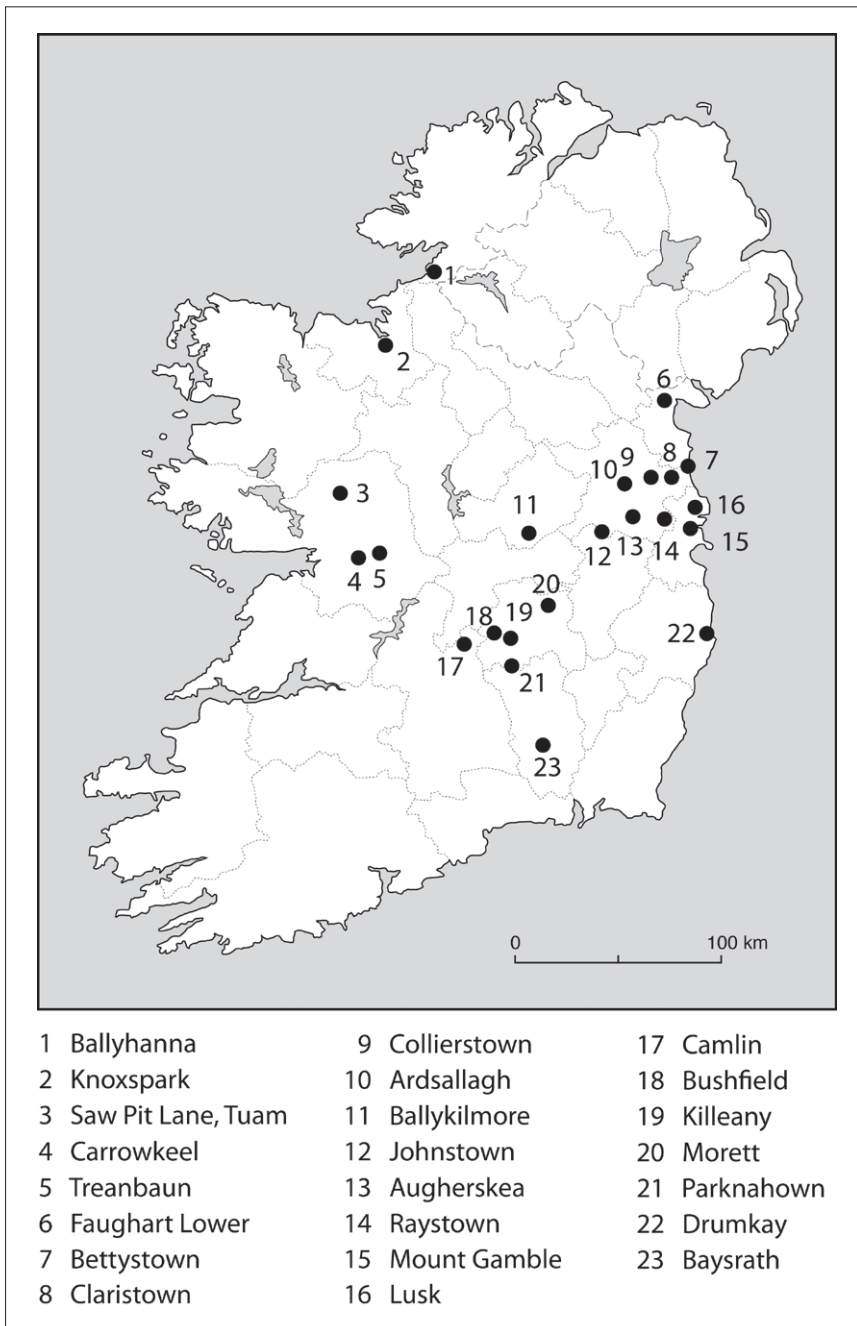 1
2
6
8
7
9
10
3
16
11
13
14
15
12
4
5
20
18
19
22
17
21
23
0 100 km
1 Ballyhanna
2 Knoxspark
3 Saw Pit Lane, Tuam
4 Carrowkeel
5 Treanbaun
6 Faughart Lower
7 Bettystown
8 Claristown
9 Collierstown
10 Ardsallagh
11 Ballykilmore
12 Johnstown
13 Augherskea
14 Raystown
15 Mount Gamble
16 Lusk
17 Camlin
18 Bushfield
19 Killeany
20 Morett
21 Parknahown
22 Drumkay
23 Baysrath